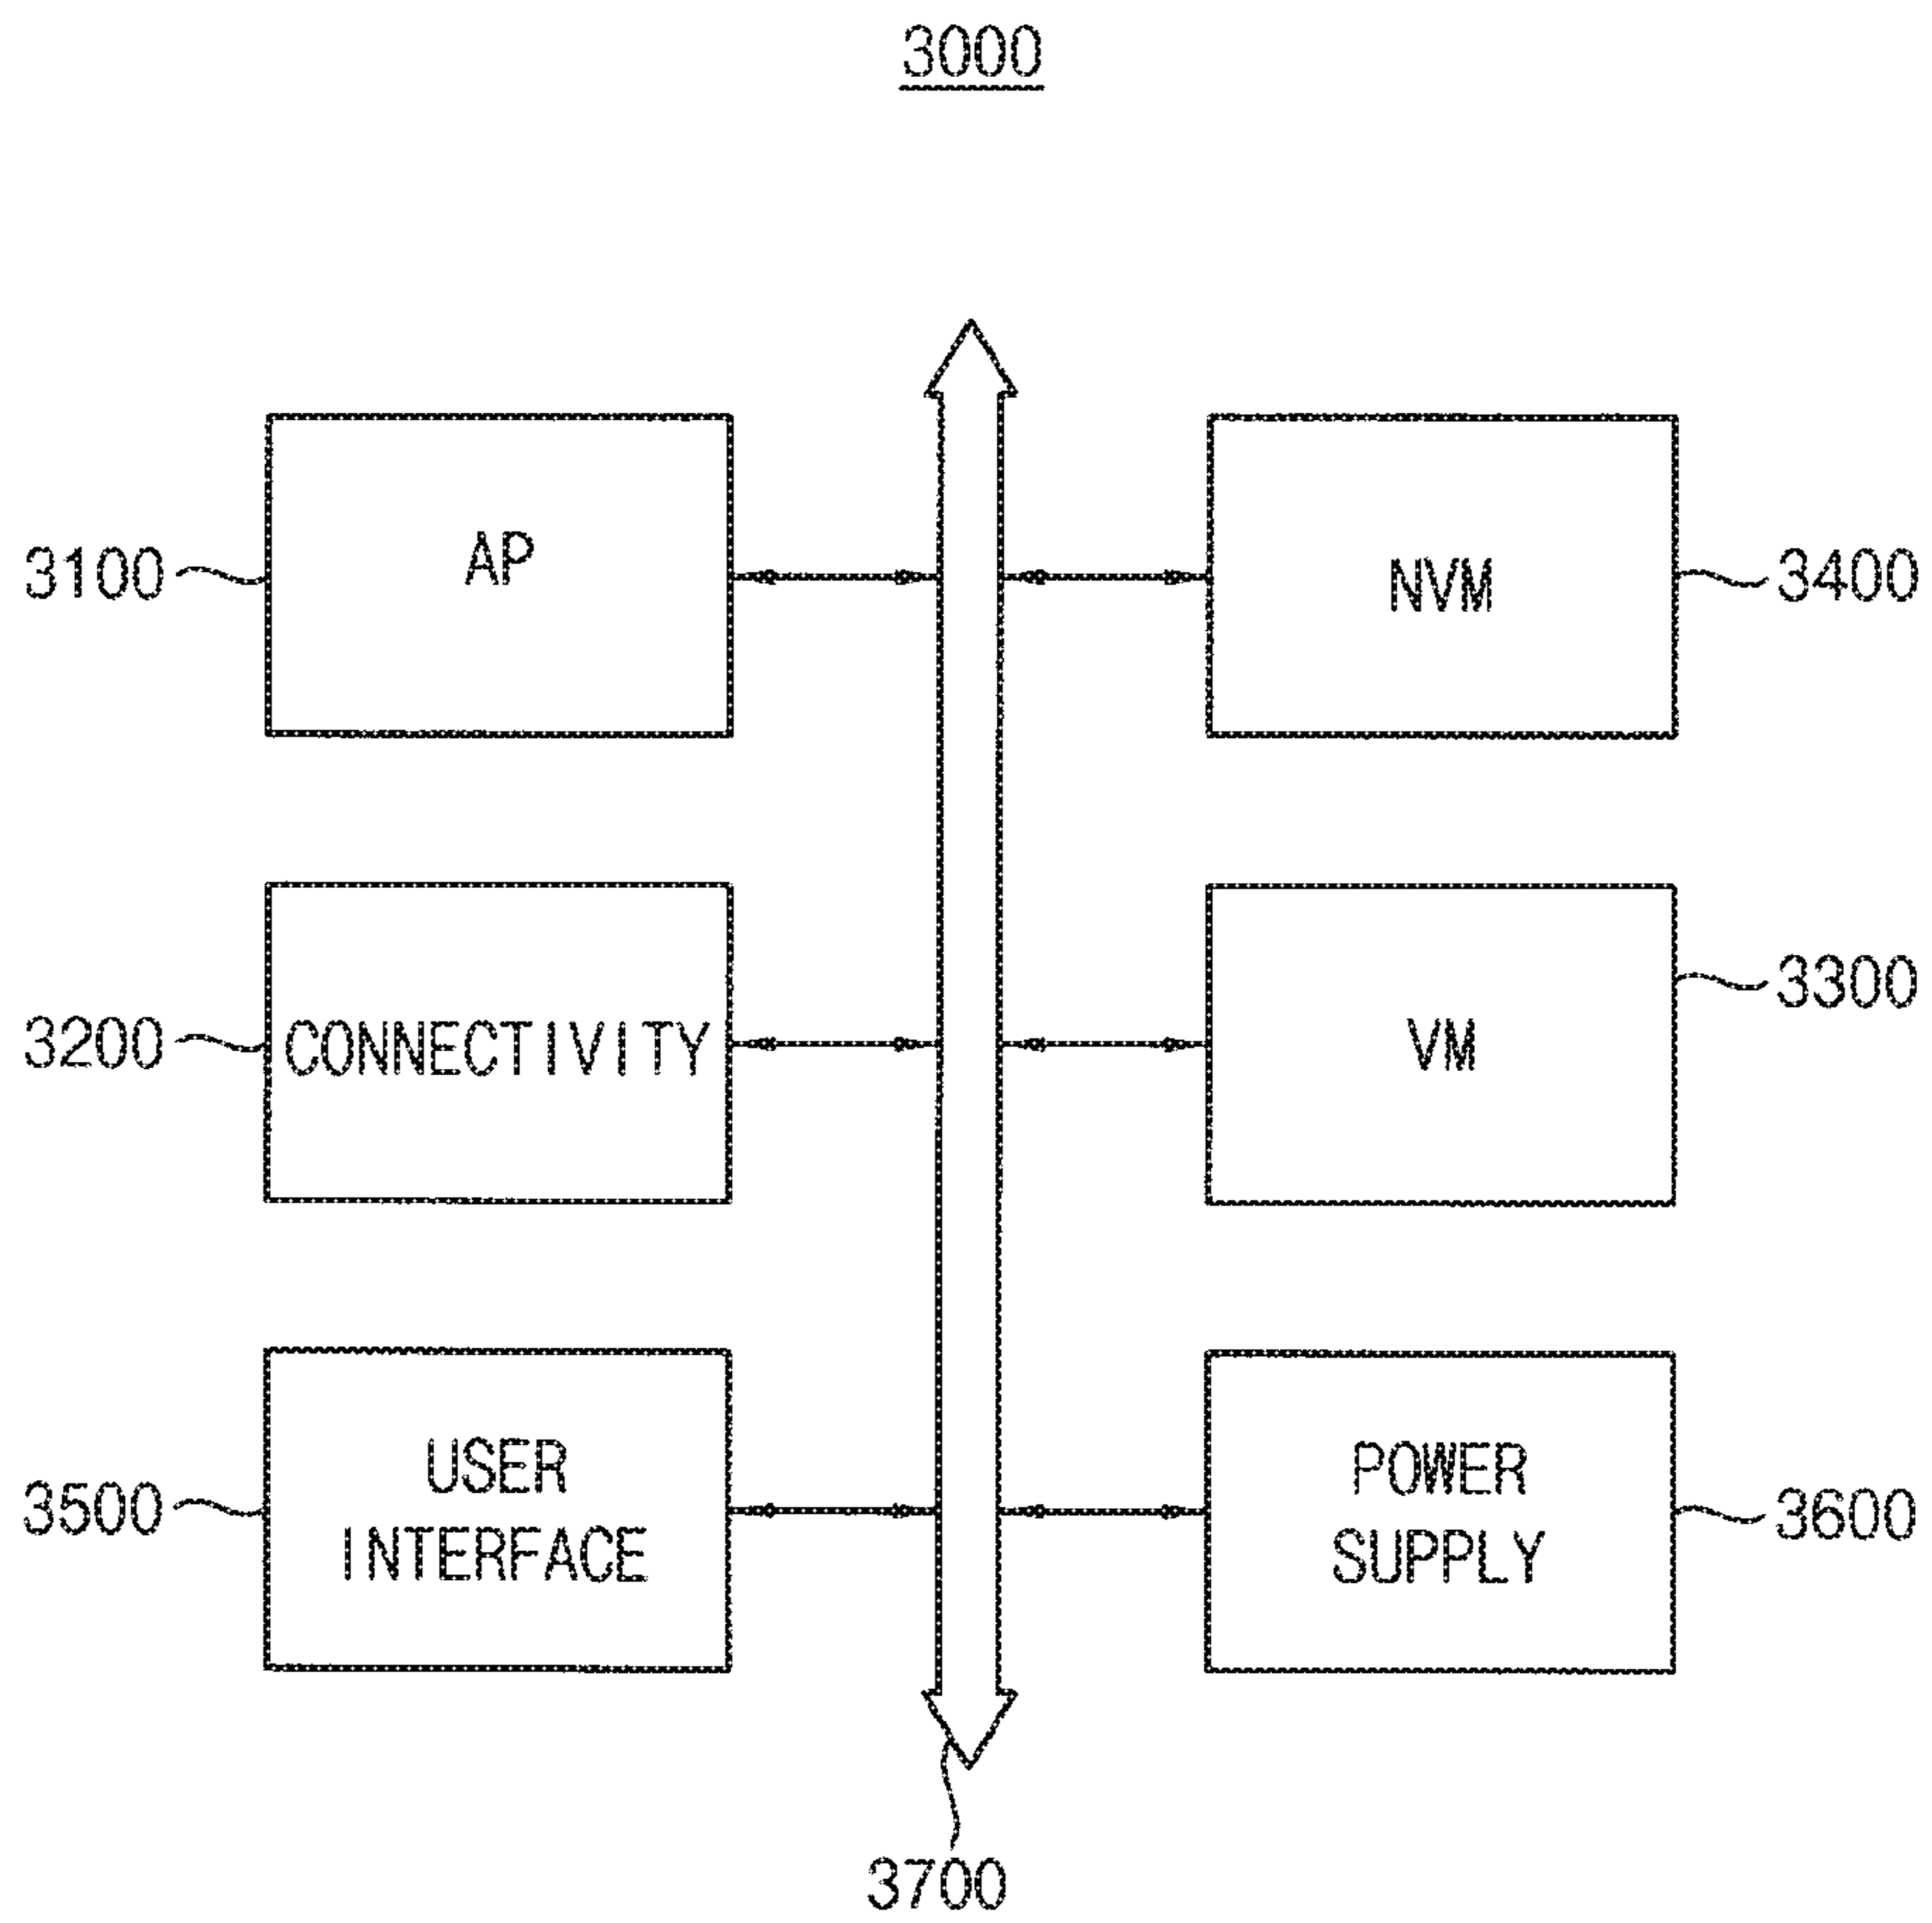 3000
3100
AP
NVM
3400
3200
CONNECTIVITY
VM
3300
3500
USER
INTERFACE
POWER
SUPPLY
3600
3700